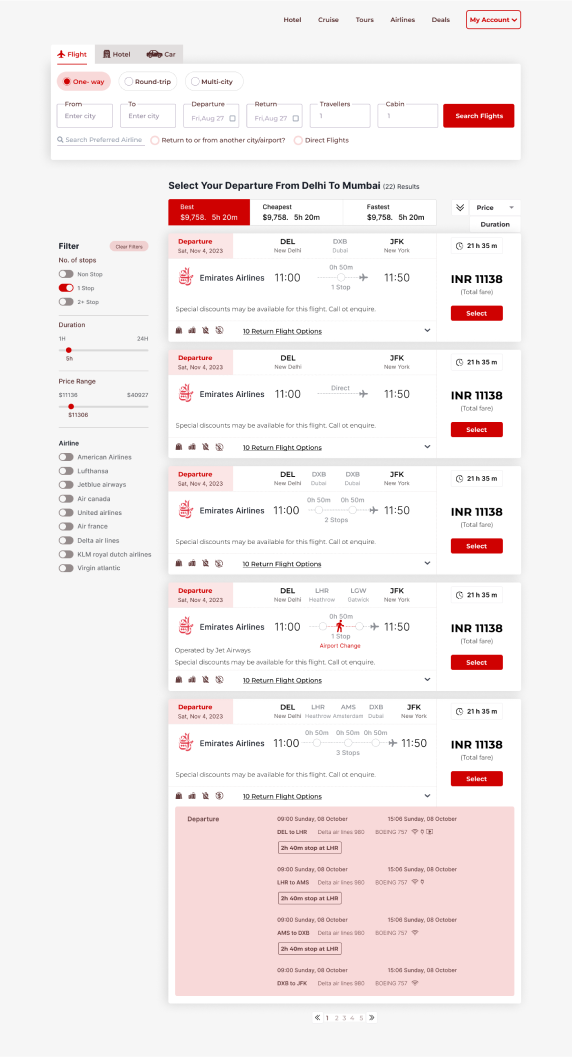 Hotel Cruise Tours Airlines Deals My Account
Flight Hotel Car
One- way Round-trip Multi-city
From To Departure Return Travellers Cabin
Enter city Enter city Fri,Aug 27 Fri,Aug 27 1 1 Search Flights
Search Preferred Airline Return to or from another city/airport? Direct Flights
Select Your Departure From Delhi To Mumbai (22) Results
Best Cheapest Fastest
$9,758. 5h 20m $9,758. 5h 20m $9,758. 5h 20m
Price
Duration
Filter Clear Filters
No. of stops
Non Stop
1 Stop
2+ Stop
Duration
1H 24H
5h
Price Range
$11138 $40927
$11306
Airline
American Airlines
Lufthansa
Jetblue airways
Air canada
United airlines
Air france
Delta air lines
KLM royal dutch airlines
Virgin atlantic
Departure DEL DXB JFK
Sat, Nov 4, 2023 New Delhi Dubai New York
21 h 35 m
0h 50m
Emirates Airlines 11:00 11:50
1 Stop
INR 11138
(Total fare)
Special discounts may be available for this flight. Call ot enquire.
Select
10 Return Flight Options
Departure DEL JFK
Sat, Nov 4, 2023 New Delhi New York
21 h 35 m
Direct
Emirates Airlines 11:00 11:50
INR 11138
(Total fare)
Special discounts may be available for this flight. Call ot enquire.
Select
10 Return Flight Options
Departure DEL DXB DXB JFK
Sat, Nov 4, 2023 New Delhi Dubai Dubai New York
21 h 35 m
0h 50m 0h 50m
Emirates Airlines 11:00 11:50
2 Stops
INR 11138
(Total fare)
Special discounts may be available for this flight. Call ot enquire.
Select
10 Return Flight Options
Departure DEL LHR LGW JFK
Sat, Nov 4, 2023 New Delhi Heathrow Gatwick New York
21 h 35 m
0h 50m
Emirates Airlines 11:00 11:50
1 Stop
Airport Change
INR 11138
(Total fare)
Operated by Jet Airways
Special discounts may be available for this flight. Call ot enquire.
Select
10 Return Flight Options
Departure DEL LHR AMS DXB JFK
Sat, Nov 4, 2023 New Delhi Heathrow Amsterdam Dubai New York
21 h 35 m
0h 50m 0h 50m 0h 50m
Emirates Airlines 11:00 11:50
3 Stops
INR 11138
(Total fare)
Special discounts may be available for this flight. Call ot enquire.
Select
10 Return Flight Options
Departure 09:00 Sunday, 08 October 15:06 Sunday, 08 October
DEL to LHR Delta air lines 980 BOEING 757
2h 40m stop at LHR
09:00 Sunday, 08 October 15:06 Sunday, 08 October
LHR to AMS Delta air lines 980 BOEING 757
2h 40m stop at LHR
09:00 Sunday, 08 October 15:06 Sunday, 08 October
AMS to DXB Delta air lines 980 BOEING 757
2h 40m stop at LHR
09:00 Sunday, 08 October 15:06 Sunday, 08 October
DXB to JFK Delta air lines 980 BOEING 757
1 2 3 4 5